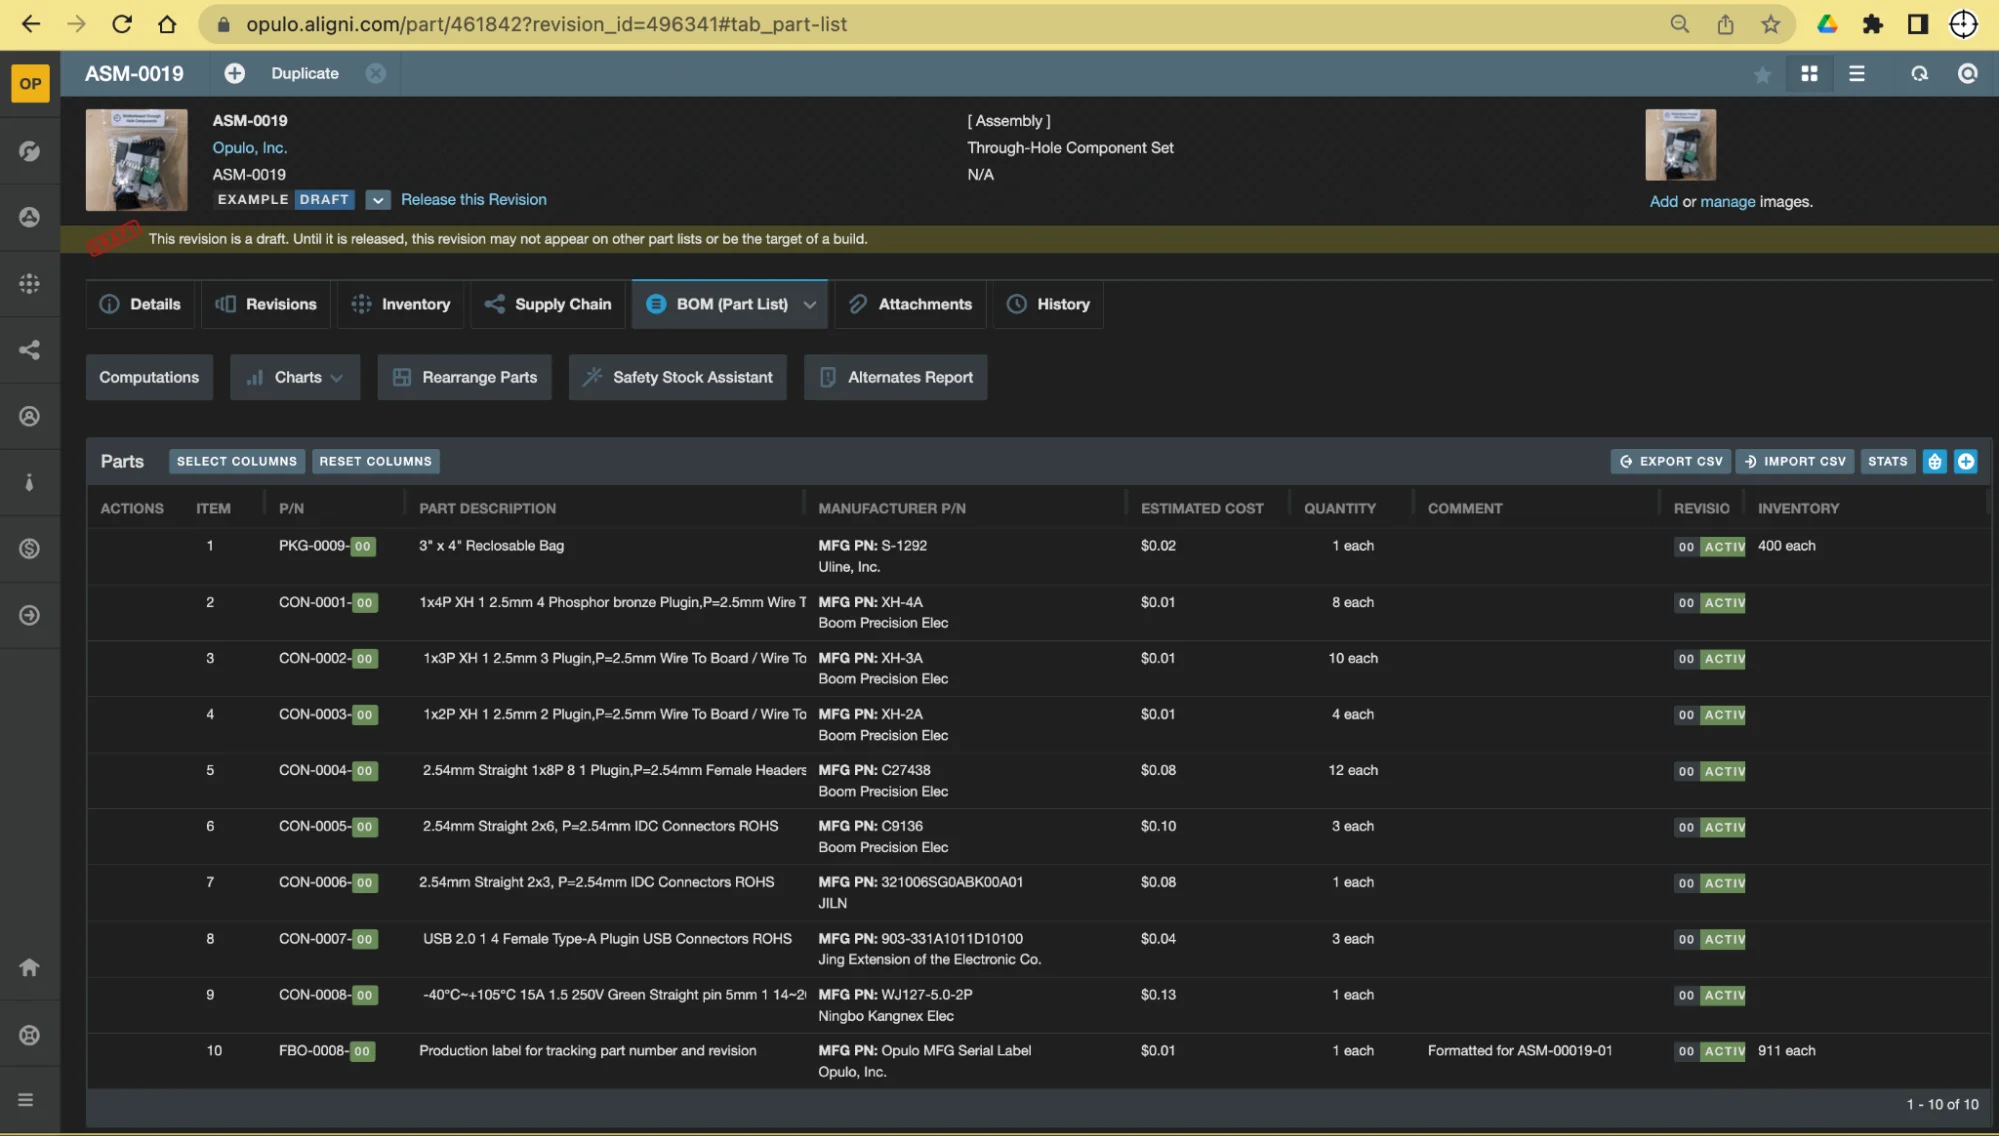 opulo.aligni.com/part/461842?revision_id=496341#tab_part-list
OP
ASM-0019
Duplicate
ASM-0019
Opulo, Inc.
ASM-0019
EXAMPLE DRAFT
Release this Revision
[ Assembly ]
Through-Hole Component Set
N/A
Add or manage images.
This revision is a draft. Until it is released, this revision may not appear on other part lists or be the target of a build.
Details Revisions Inventory Supply Chain BOM (Part List) Attachments History
Computations Charts Rearrange Parts Safety Stock Assistant Alternates Report
Parts SELECT COLUMNS RESET COLUMNS EXPORT CSV IMPORT CSV STATS
ACTIONS ITEM P/N PART DESCRIPTION MANUFACTURER P/N ESTIMATED COST QUANTITY COMMENT REVISIO INVENTORY
1 PKG-0009-00 3" x 4" Reclosable Bag MFG PN: S-1292 $0.02 1 each 00 ACTIV 400 each
Uline, Inc.
2 CON-0001-00 1x4P XH 1 2.5mm 4 Phosphor bronze Plugin,P=2.5mm Wire T MFG PN: XH-4A $0.01 8 each 00 ACTIV
Boom Precision Elec
3 CON-0002-00 1x3P XH 1 2.5mm 3 Plugin,P=2.5mm Wire To Board / Wire To MFG PN: XH-3A $0.01 10 each 00 ACTIV
Boom Precision Elec
4 CON-0003-00 1x2P XH 1 2.5mm 2 Plugin,P=2.5mm Wire To Board / Wire To MFG PN: XH-2A $0.01 4 each 00 ACTIV
Boom Precision Elec
5 CON-0004-00 2.54mm Straight 1x8P 8 1 Plugin,P=2.54mm Female Headers MFG PN: C27438 $0.08 12 each 00 ACTIV
Boom Precision Elec
6 CON-0005-00 2.54mm Straight 2x6, P=2.54mm IDC Connectors ROHS MFG PN: C9136 $0.10 3 each 00 ACTIV
Boom Precision Elec
7 CON-0006-00 2.54mm Straight 2x3, P=2.54mm IDC Connectors ROHS MFG PN: 321006SG0ABK00A01 $0.08 1 each 00 ACTIV
JILN
8 CON-0007-00 USB 2.0 1 4 Female Type-A Plugin USB Connectors ROHS MFG PN: 903-331A1011D10100 $0.04 3 each 00 ACTIV
Jing Extension of the Electronic Co.
9 CON-0008-00 -40°C~+105°C 15A 1.5 250V Green Straight pin 5mm 1 14~2 MFG PN: WJ127-5.0-2P $0.13 1 each 00 ACTIV
Ningbo Kangnex Elec
10 FBO-0008-00 Production label for tracking part number and revision MFG PN: Opulo MFG Serial Label $0.01 1 each Formatted for ASM-00019-01 00 ACTIV 911 each
Opulo, Inc.
1 - 10 of 10